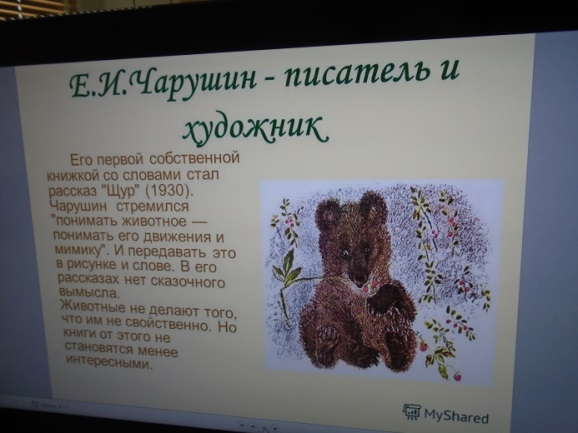 Е.И.Чарушин - писатель и
художник
Его первой собственной
книжкой со словами стал
рассказ "Щур" (1930).
Чарушин стремился
"понимать животное —
понимать его движения и
мимику". И передавать это
в рисунке и слове. В его
рассказах нет сказочного
вымысла.
Животные не делают того,
что им не свойственно. Но
книги от этого не
становятся менее
интересными.
MyShared